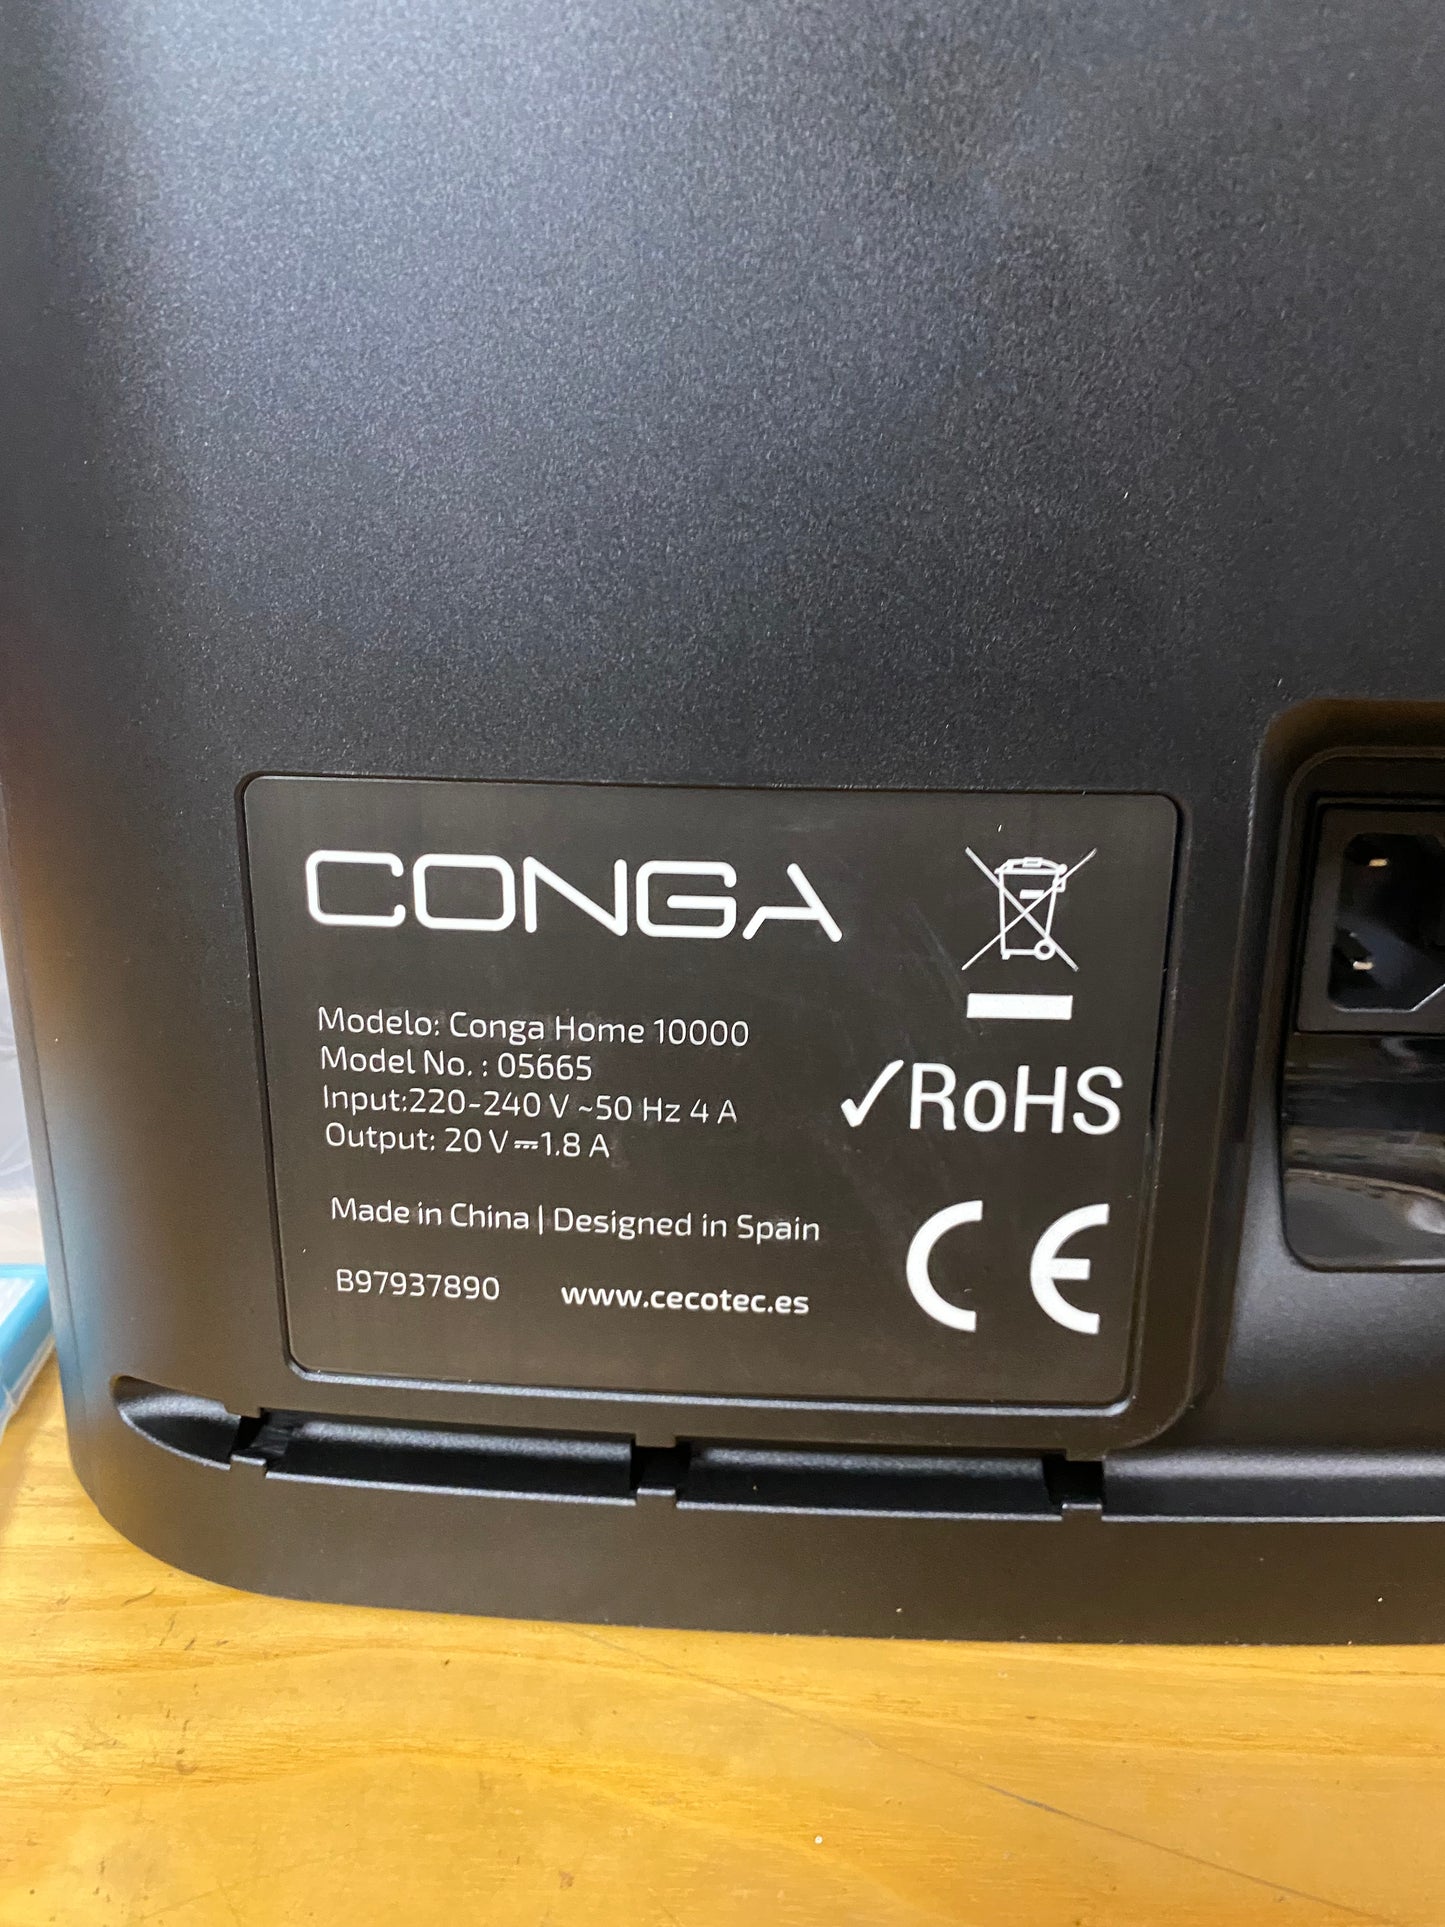 CONGA
Modelo: Conga Home 10000
Model No. : 05665
Input:220-240 V ~50 Hz 4 A
Output: 20 V⎓1.8 A
✓RoHS
Made in China | Designed in Spain
B97937890 www.cecotec.es
CE